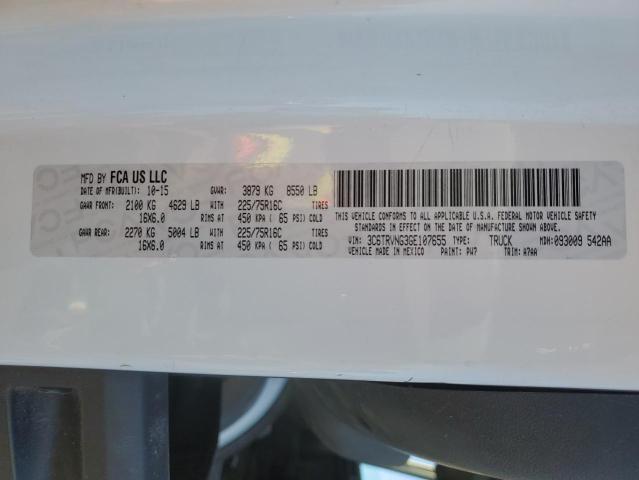 MFD BY FCA US LLC
DATE OF MFR(BUILT): 10-15 GVWR: 3879 KG 8550 LB
GAWR FRONT: 2100 KG 4629 LB WITH 225/75R16C TIRES
16X6.0 RIMS AT 450 KPA ( 65 PSI) COLD
GAWR REAR: 2270 KG 5004 LB WITH 225/75R16C TIRES
16X6.0 RIMS AT 450 KPA ( 65 PSI) COLD
THIS VEHICLE CONFORMS TO ALL APPLICABLE U.S.A. FEDERAL MOTOR VEHICLE SAFETY
STANDARDS IN EFFECT ON THE DATE OF MANUFACTURE SHOWN ABOVE.
VIN: 3C6TRVNG3GE107655 TYPE: TRUCK MDH:093009 542AA
VEHICLE MADE IN MEXICO PAINT: PW7 TRIM: A7AA